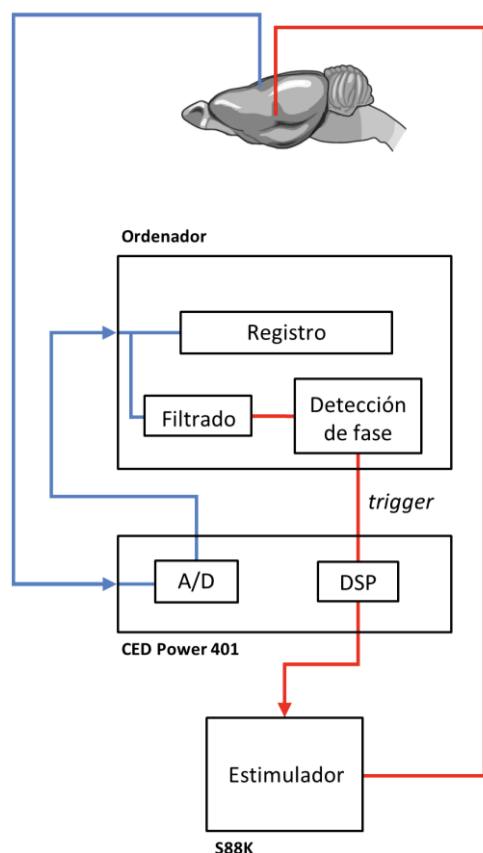 Ordenador
Registro
Filtrado
Detección
de fase
trigger
A/D
DSP
CED Power 401
Estimulador
S88K